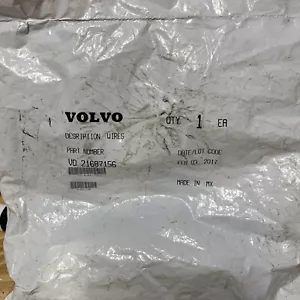 1 VOLVO QTY 1 EA
DESRIPTION WIRES
PART NUMBER DATE/LOT CODE
VO 21687156 FEB 01, 2017
MADE IN MX